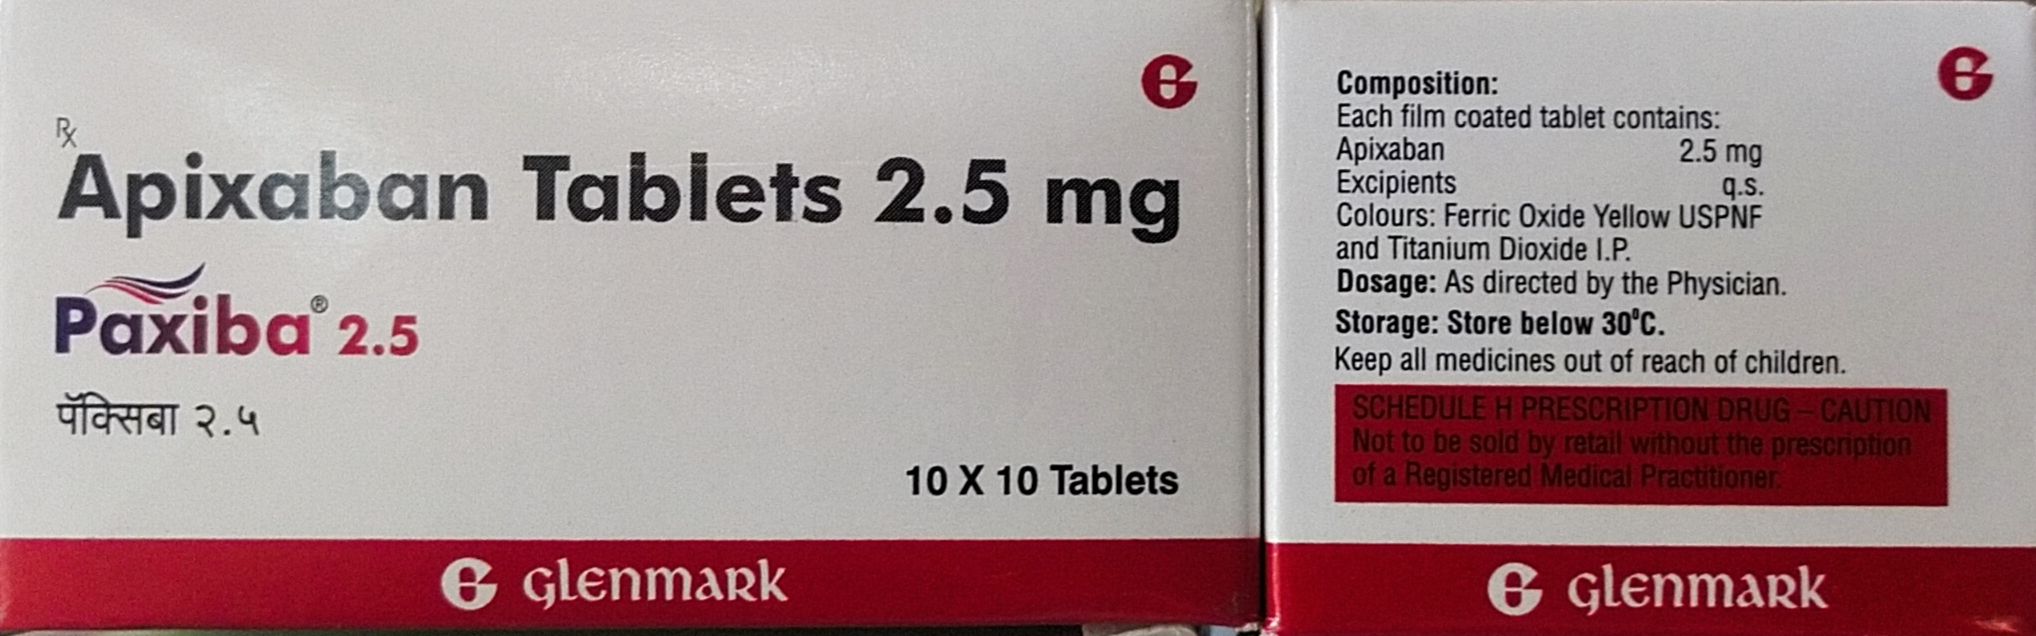 Rx
Apixaban Tablets 2.5 mg
Paxiba® 2.5
पॅक्सिबा २.५
10 X 10 Tablets
glenmark
Composition:
Each film coated tablet contains:
Apixaban 2.5 mg
Excipients q.s.
Colours: Ferric Oxide Yellow USPNF
and Titanium Dioxide I.P.
Dosage: As directed by the Physician.
Storage: Store below 30⁰C.
Keep all medicines out of reach of children.
SCHEDULE H PRESCRIPTION DRUG – CAUTION
Not to be sold by retail without the prescription
of a Registered Medical Practitioner.
glenmark